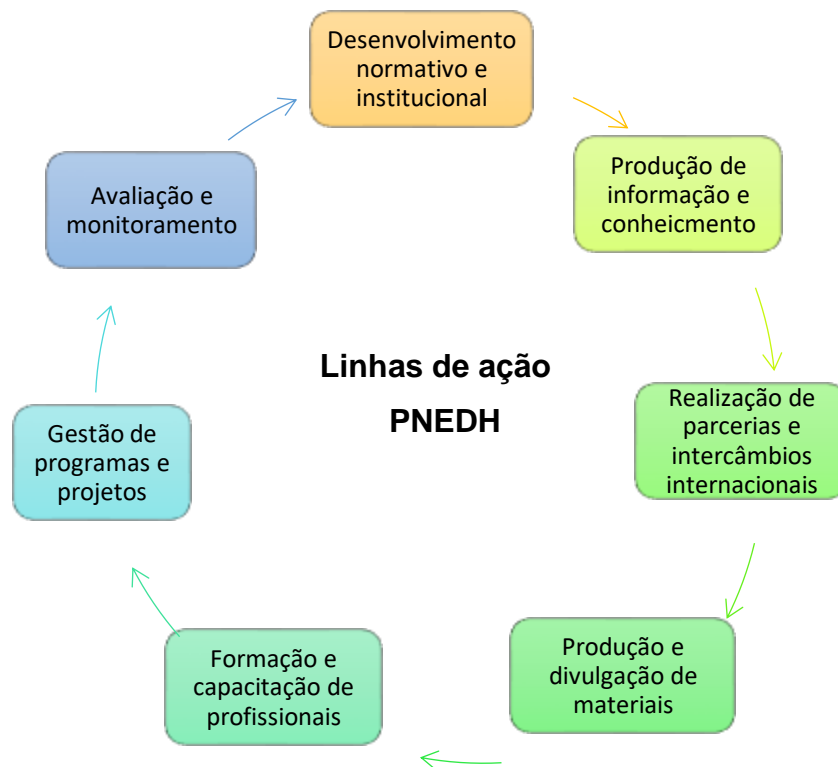 Desenvolvimento
normativo e
institucional
Produção de
informação e
conheicmento
Realização de
parcerias e
intercâmbios
internacionais
Produção e
divulgação de
materiais
Formação e
capacitação de
profissionais
Gestão de
programas e
projetos
Avaliação e
monitoramento
Linhas de ação
PNEDH